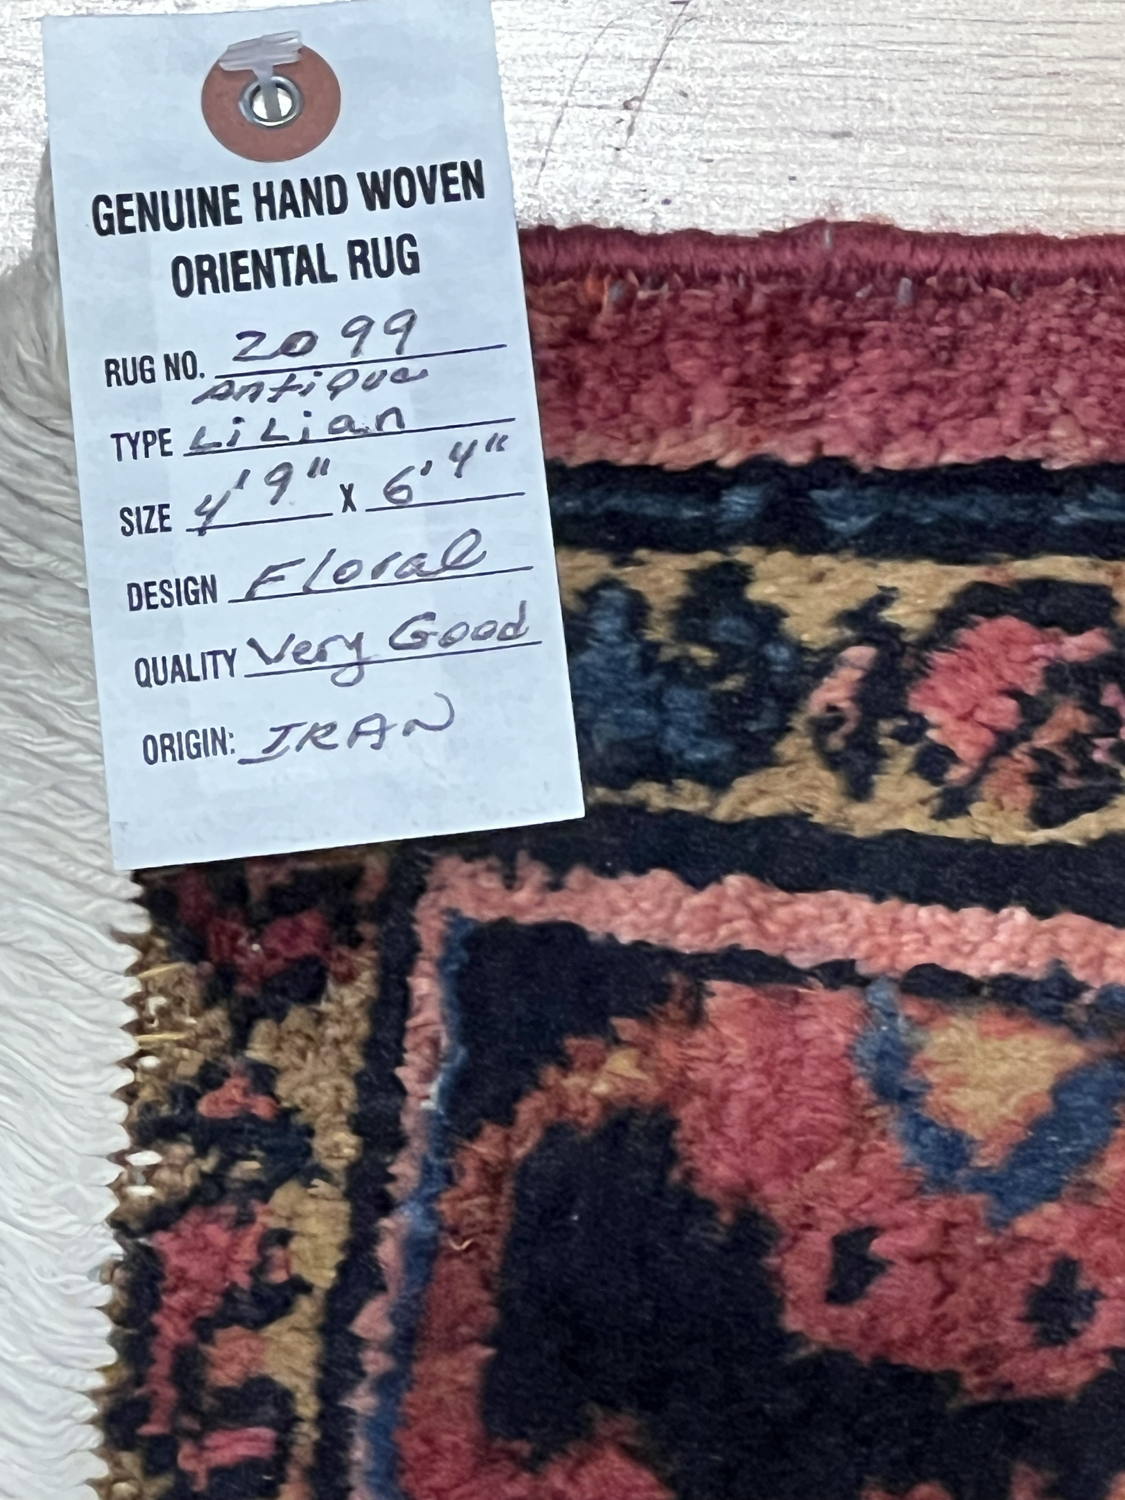 GENUINE HAND WOVEN
ORIENTAL RUG
RUG NO. 2099
Antique
TYPE LiLian
SIZE 4'9" X 6'4"
DESIGN Floral
QUALITY Very Good
ORIGIN: IRAN